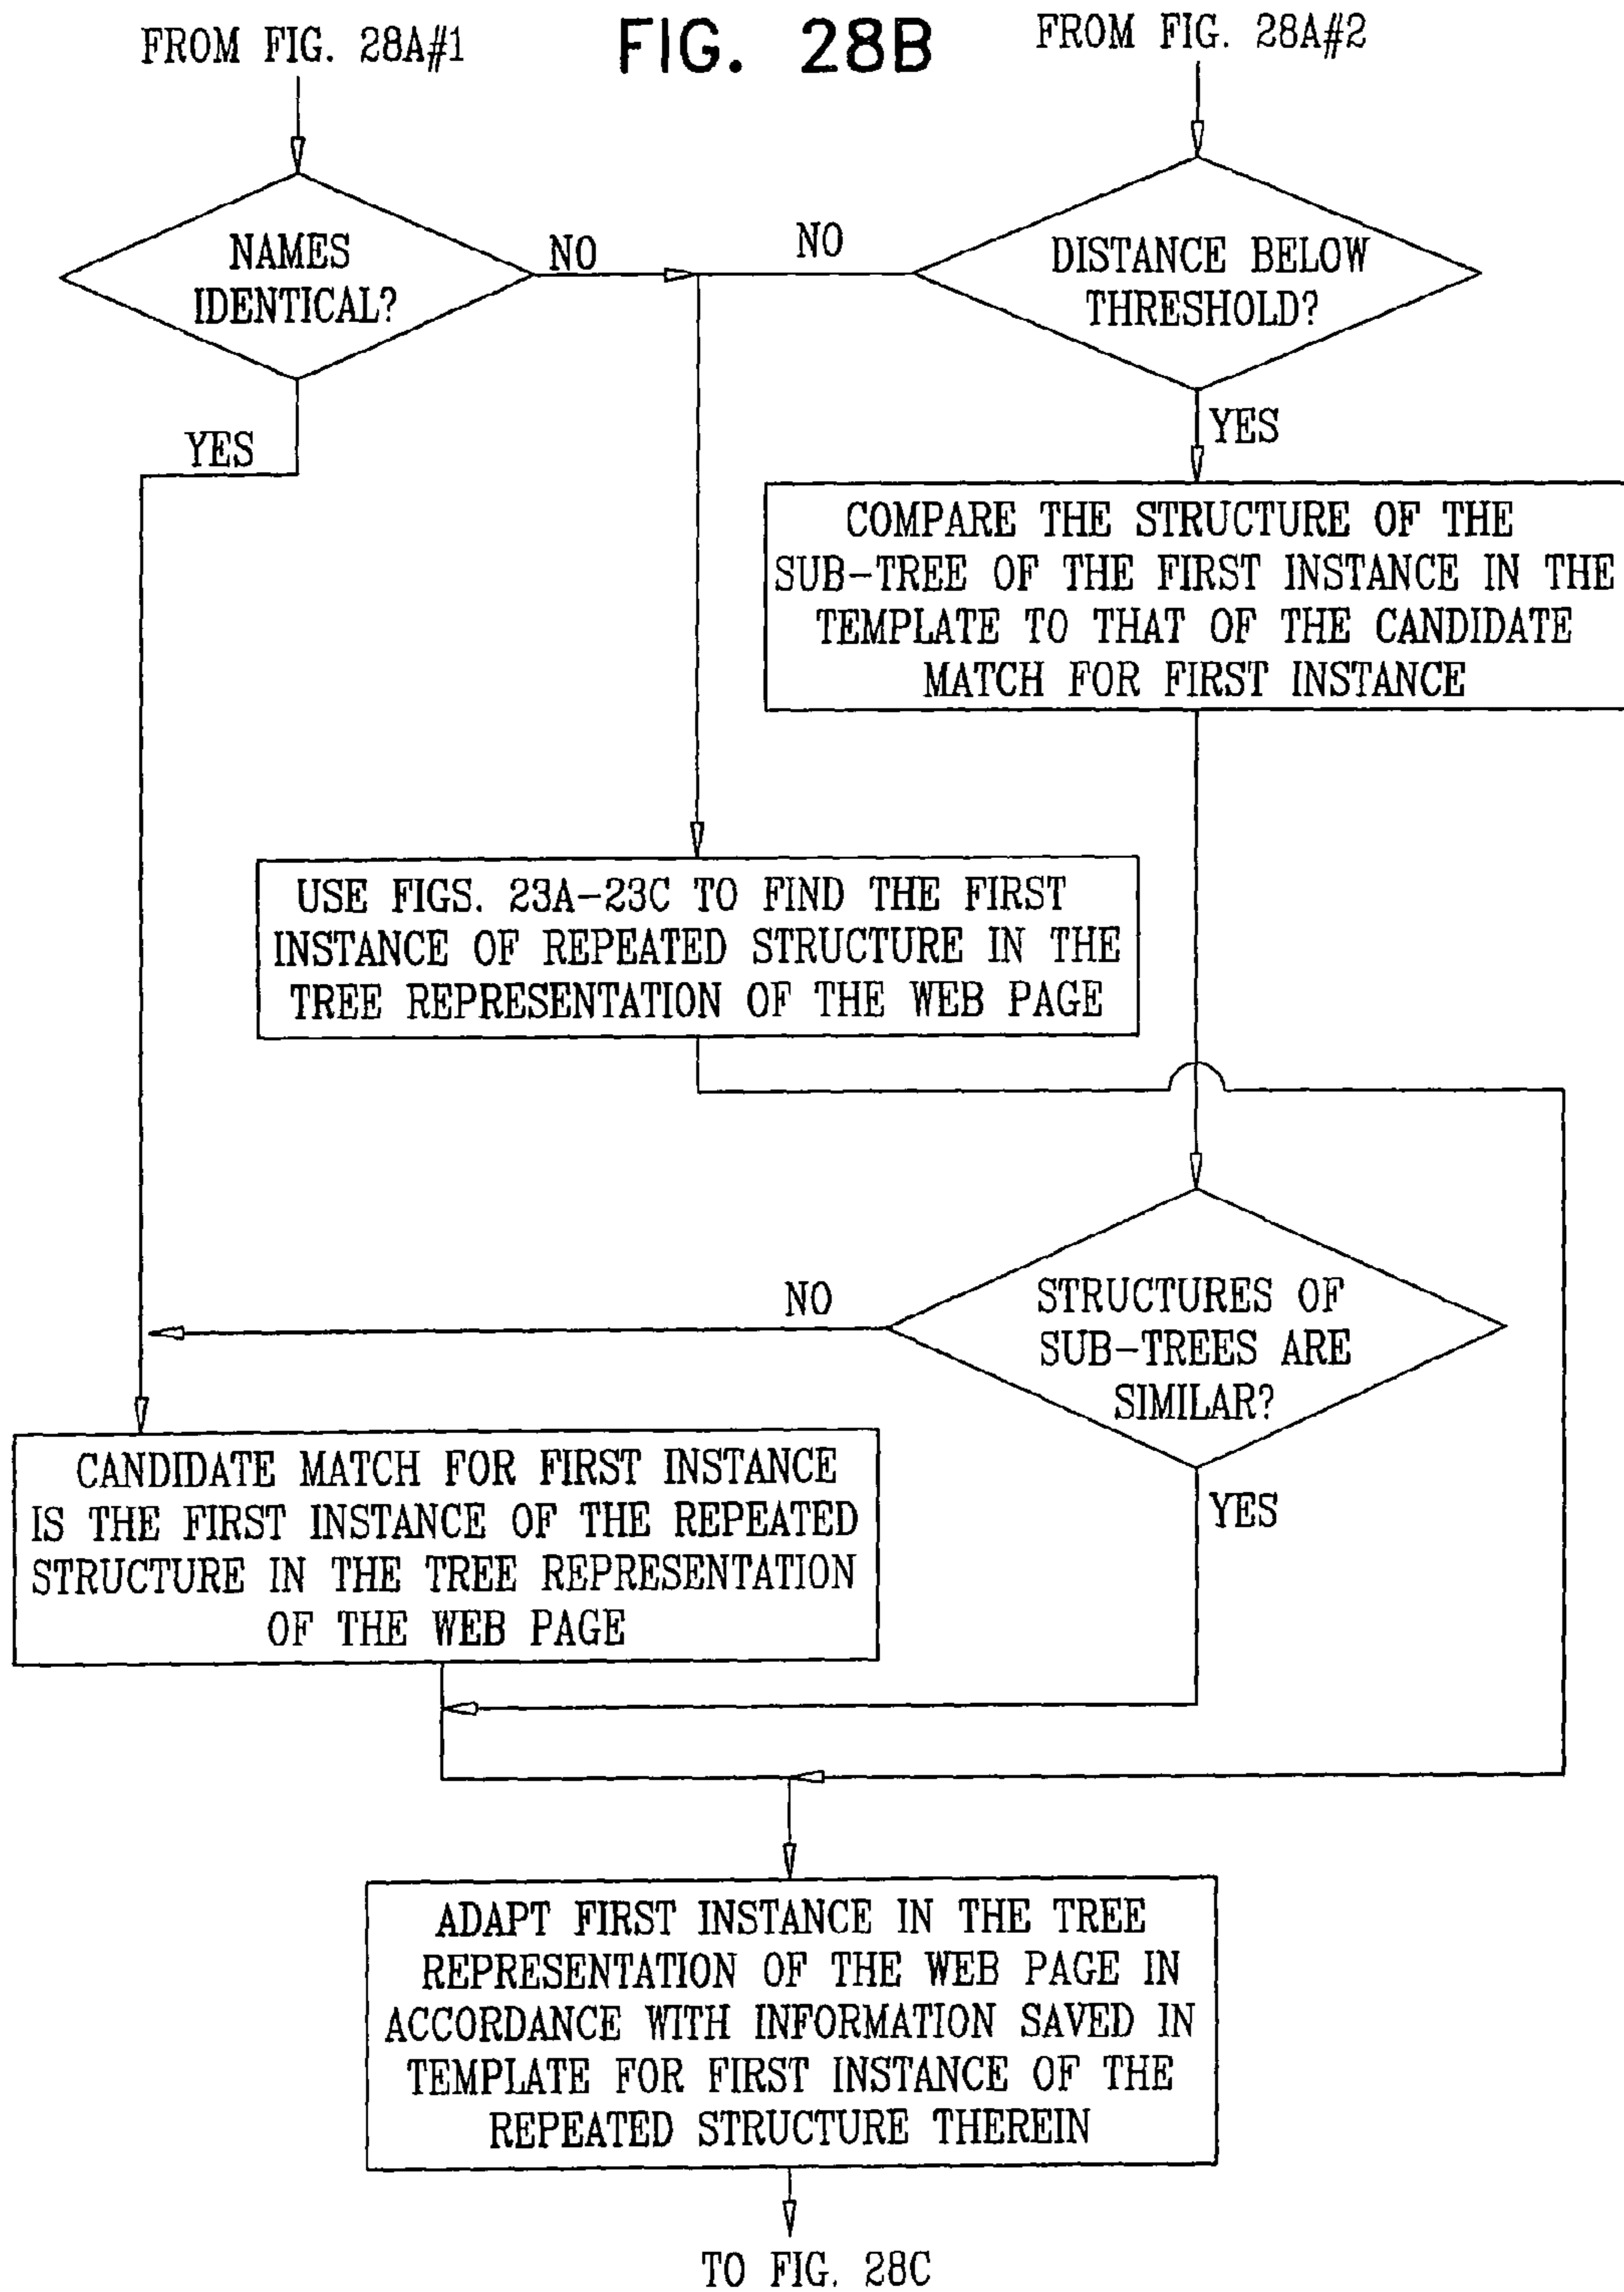 FROM FIG. 28A#1
FIG. 28B
FROM FIG. 28A#2
NAMES
IDENTICAL?
NO
NO
DISTANCE BELOW
THRESHOLD?
YES
YES
COMPARE THE STRUCTURE OF THE
SUB-TREE OF THE FIRST INSTANCE IN THE
TEMPLATE TO THAT OF THE CANDIDATE
MATCH FOR FIRST INSTANCE
USE FIGS. 23A-23C TO FIND THE FIRST
INSTANCE OF REPEATED STRUCTURE IN THE
TREE REPRESENTATION OF THE WEB PAGE
NO
STRUCTURES OF
SUB-TREES ARE
SIMILAR?
YES
CANDIDATE MATCH FOR FIRST INSTANCE
IS THE FIRST INSTANCE OF THE REPEATED
STRUCTURE IN THE TREE REPRESENTATION
OF THE WEB PAGE
ADAPT FIRST INSTANCE IN THE TREE
REPRESENTATION OF THE WEB PAGE IN
ACCORDANCE WITH INFORMATION SAVED IN
TEMPLATE FOR FIRST INSTANCE OF THE
REPEATED STRUCTURE THEREIN
TO FIG. 28C